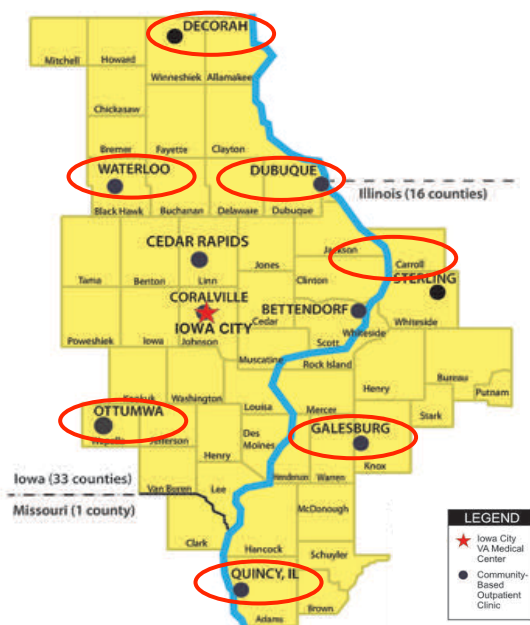 DECORAH
Mitchell
Howard
Winneshiek
Allamakee
Chickasaw
Bremer
Fayette
Clayton
WATERLOO
DUBUQUE
Illinois (16 counties)
Black Hawk
Buchanan
Delaware
Dubuque
CEDAR RAPIDS
Jackson
Carroll
Jones
Tama
Benton
Linn
Clinton
STERLING
CORALVILLE
BETTENDORF
IOWA CITY
Cedar
Whiteside
Whiteside
Poweshiek
Iowa
Johnson
Scott
Muscatine
Rock Island
Henry
Bureau
Putnam
Keokuk
Washington
Louisa
Mercer
Stark
OTTUMWA
GALESBURG
Wapello
Jefferson
Des
Moines
Henry
Knox
Henderson
Warren
Iowa (33 counties)
Van Buren
Lee
Missouri (1 county)
McDonough
Clark
Hancock
Schuyler
QUINCY, IL
Brown
Adams
LEGEND
Iowa City
VA Medical
Center
Community-
Based
Outpatient
Clinic